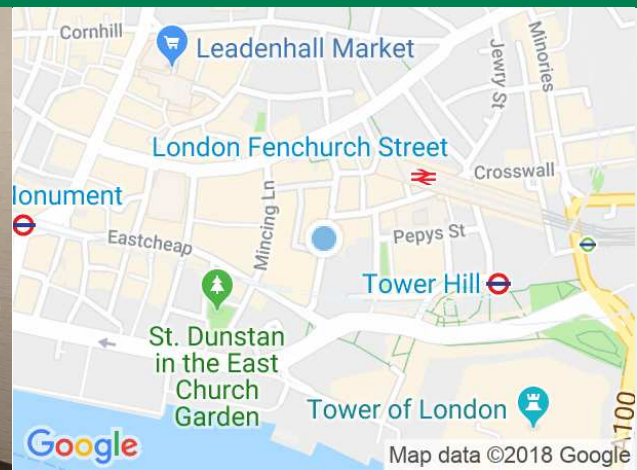 Cornhill
Leadenhall Market
Jewry St
Minories
London Fenchurch Street
Crosswall
Monument
Mincing Ln
Eastcheap
Pepys St
Tower Hill
St. Dunstan
in the East
Church
Garden
Tower of London
A100
Google
Map data ©2018 Google